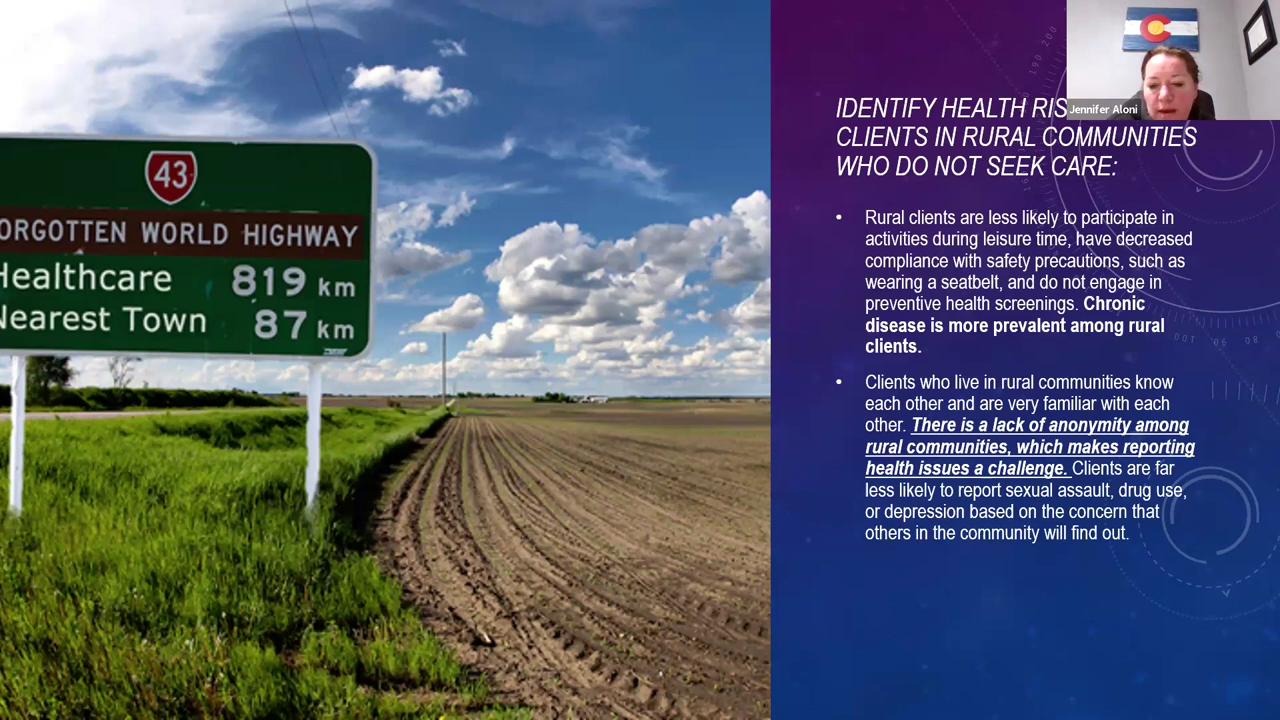 43
ORGOTTEN WORLD HIGHWAY
Healthcare 819 km
Nearest Town 87 km
Jennifer Aloni
IDENTIFY HEALTH RIS
CLIENTS IN RURAL COMMUNITIES
WHO DO NOT SEEK CARE:
• Rural clients are less likely to participate in
activities during leisure time, have decreased
compliance with safety precautions, such as
wearing a seatbelt, and do not engage in
preventive health screenings. Chronic
disease is more prevalent among rural
clients.
• Clients who live in rural communities know
each other and are very familiar with each
other. There is a lack of anonymity among
rural communities, which makes reporting
health issues a challenge. Clients are far
less likely to report sexual assault, drug use,
or depression based on the concern that
others in the community will find out.